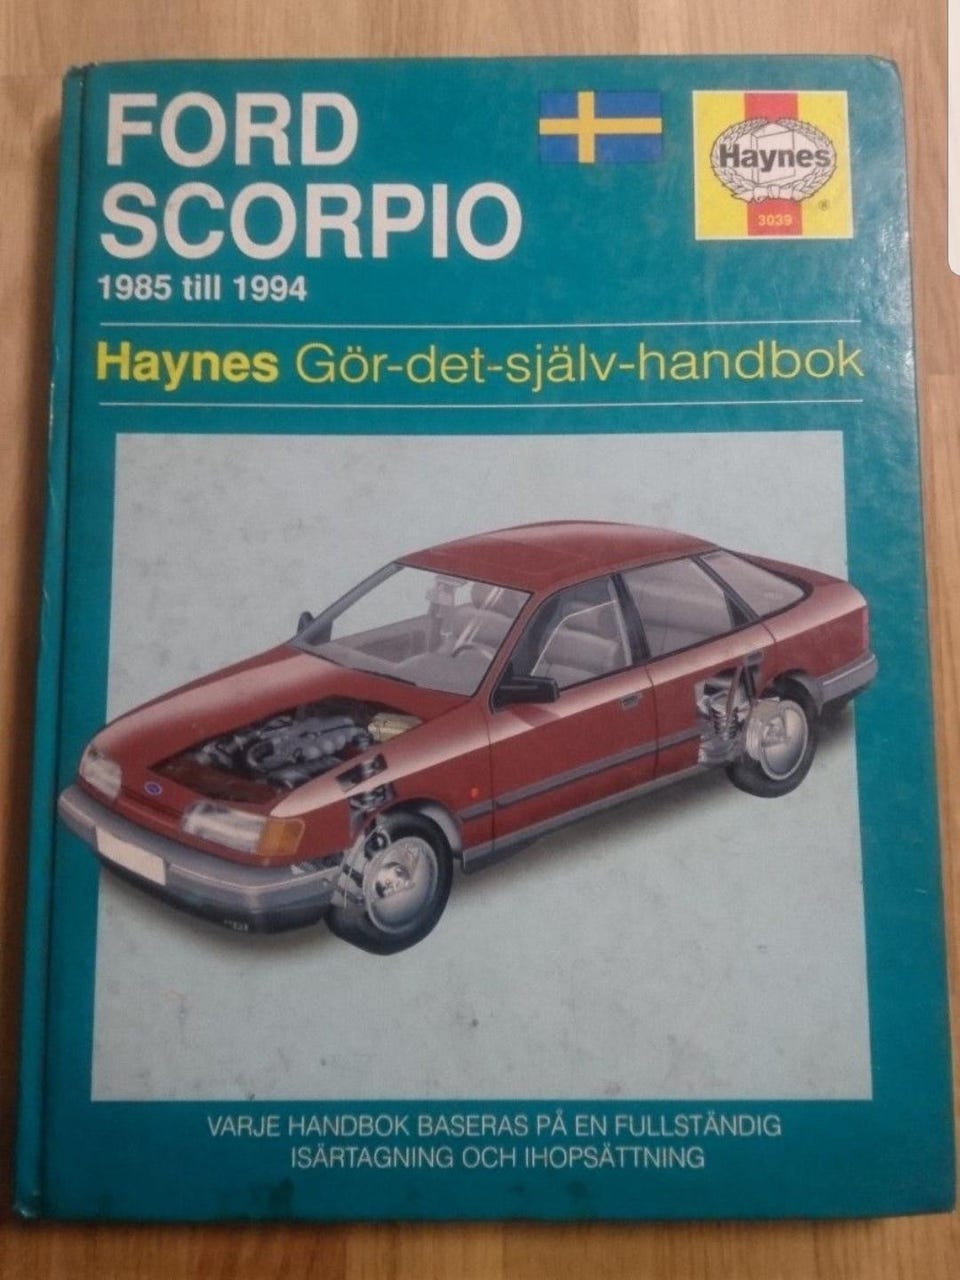 FORD
SCORPIO
1985 till 1994
Haynes
®
3039
Haynes Gör-det-själv-handbok
VARJE HANDBOK BASERAS PÅ EN FULLSTÄNDIG
ISÄRTAGNING OCH IHOPSÄTTNING